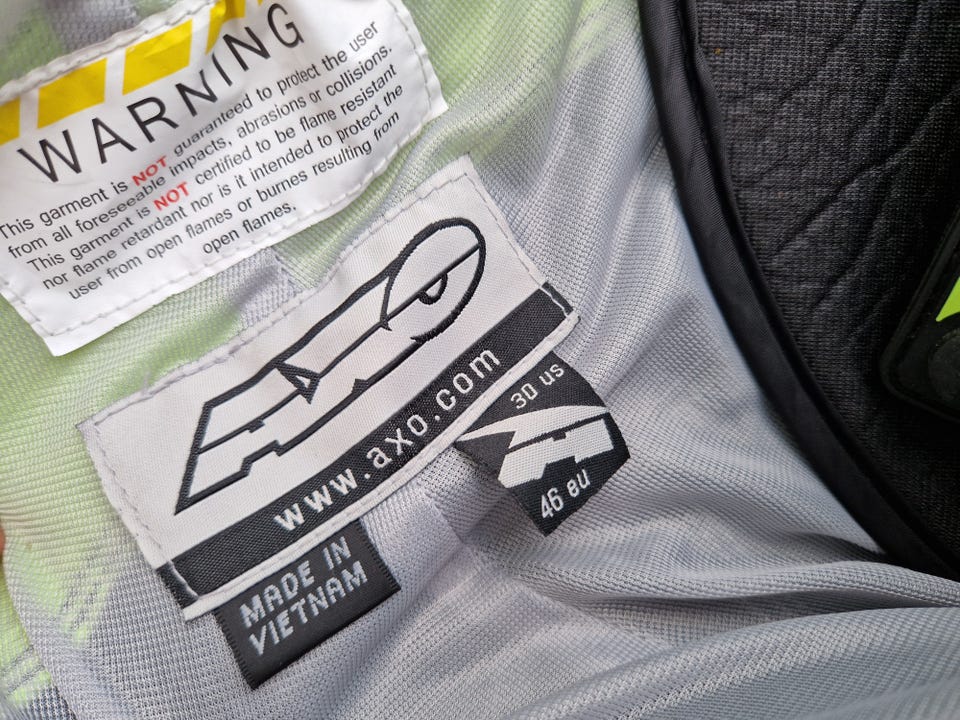 WARNING
This garment is NOT guaranteed to protect the user
from all foreseeable impacts, abrasions or collisions.
This garment is NOT certified to be flame resistant
nor flame retardant nor is it intended to protect the
user from open flames or burnes resulting from
open flames.
AXO
www.axo.com
30 us
46 eu
MADE IN
VIETNAM